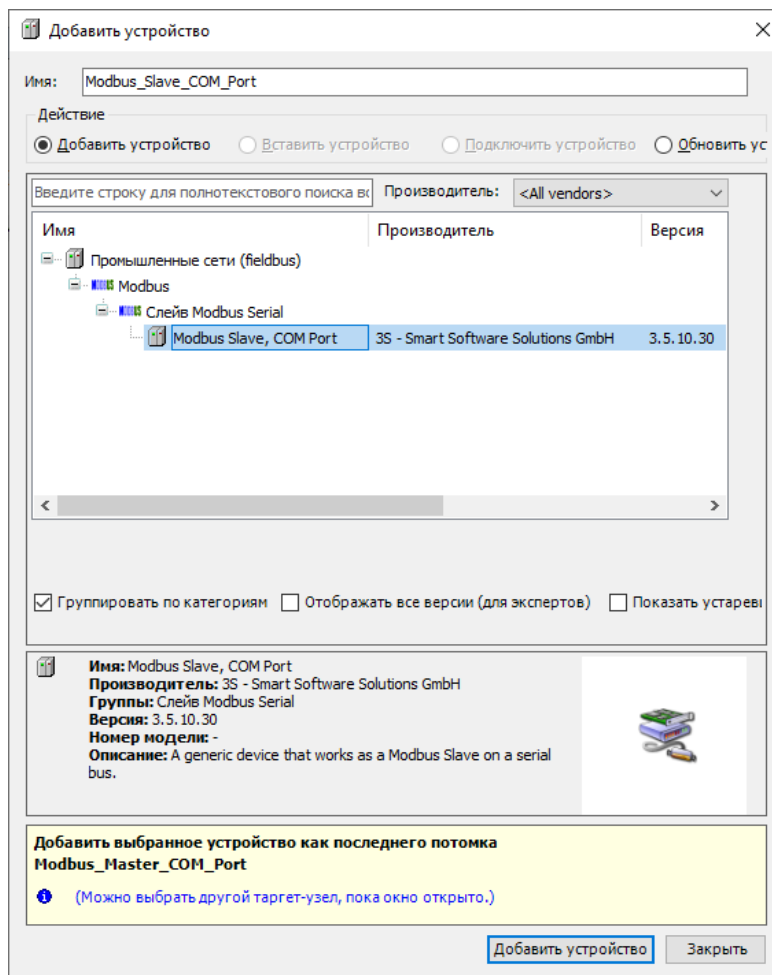 Добавить устройство
Имя: Modbus_Slave_COM_Port
Действие
Добавить устройство Вставить устройство Подключить устройство Обновить ус
Введите строку для полнотекстового поиска во Производитель: <All vendors>
Имя Производитель Версия
Промышленные сети (fieldbus)
MODBUS Modbus
MODBUS Слейв Modbus Serial
Modbus Slave, COM Port 3S - Smart Software Solutions GmbH 3.5.10.30
Группировать по категориям Отображать все версии (для экспертов) Показать устарев
Имя: Modbus Slave, COM Port
Производитель: 3S - Smart Software Solutions GmbH
Группы: Слейв Modbus Serial
Версия: 3.5.10.30
Номер модели: -
Описание: A generic device that works as a Modbus Slave on a serial
bus.
Добавить выбранное устройство как последнего потомка
Modbus_Master_COM_Port
(Можно выбрать другой таргет-узел, пока окно открыто.)
Добавить устройство Закрыть